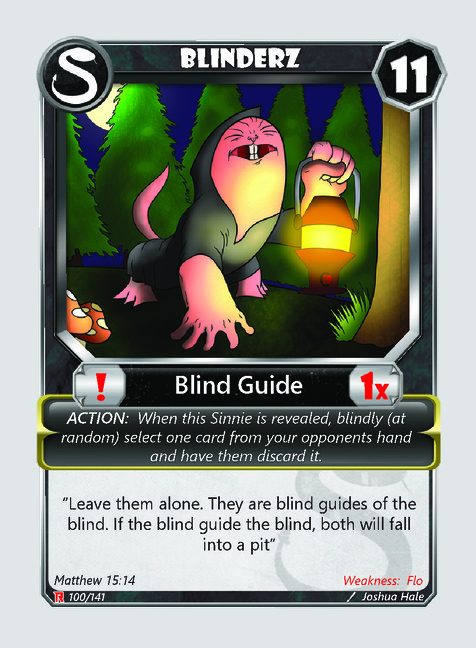 S BLINDERZ 11
! Blind Guide 1x
ACTION: When this Sinnie is revealed, blindly (at
random) select one card from your opponents hand
and have them discard it.
"Leave them alone. They are blind guides of the
blind. If the blind guide the blind, both will fall
into a pit"
Matthew 15:14 Weakness: Flo
R 100/141 Joshua Hale